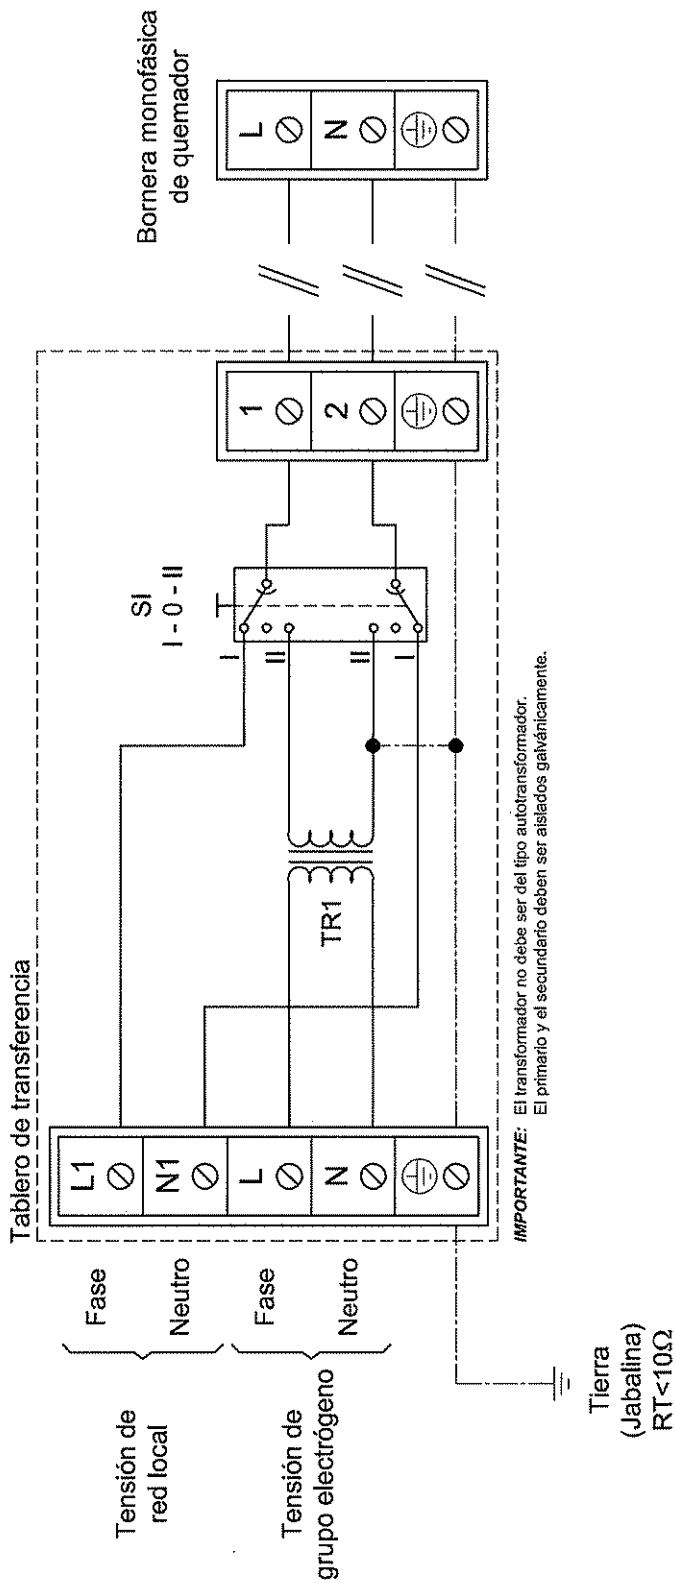 Tablero de transferencia
Tensión de
red local
Fase
Neutro
Tensión de
grupo electrógeno
Fase
Neutro
L1
N1
L
N
TR1
SI
I - 0 - II
I
II
II
I
1
2
Bornera monofásica
de quemador
L
N
Tierra
(Jabalina)
RT<10Ω
IMPORTANTE: El transformador no debe ser del tipo autotransformador.
El primario y el secundario deben ser aislados galvánicamente.